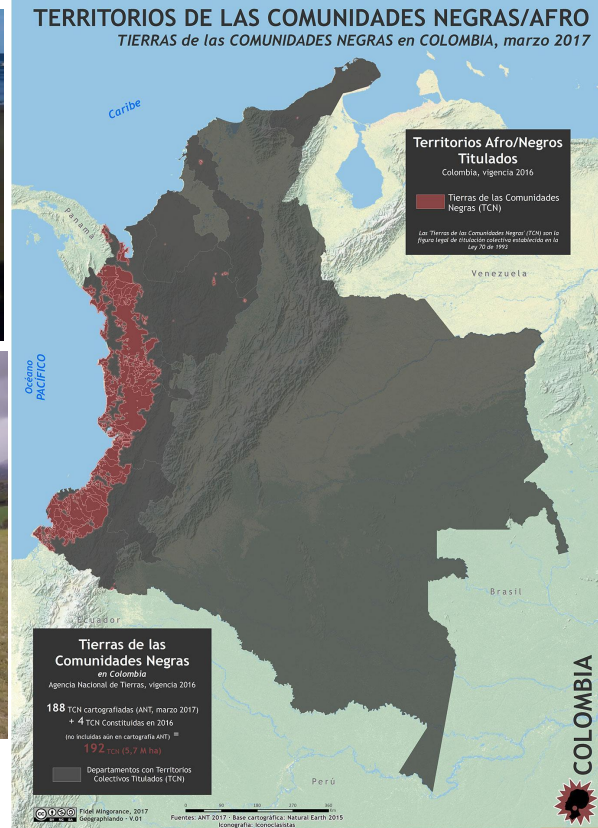 TERRITORIOS DE LAS COMUNIDADES NEGRAS/AFRO
TIERRAS de las COMUNIDADES NEGRAS en COLOMBIA, marzo 2017
Caribe
Territorios Afro/Negros
Titulados
Colombia, vigencia 2016
Tierras de las Comunidades
Negras (TCN)
Las 'Tierras de las Comunidades Negras' (TCN) son la
figura legal de titulación colectiva establecida en la
Ley 70 de 1993
Panamá
Venezuela
Océano
PACÍFICO
Brasil
Ecuador
Tierras de las
Comunidades Negras
en Colombia
Agencia Nacional de Tierras, vigencia 2016
188 TCN cartografiadas (ANT, marzo 2017)
+ 4 TCN Constituidas en 2016
(no incluidas aún en cartografía ANT) =
192 TCN (5,7 M ha)
Departamentos con Territorios
Colectivos Titulados (TCN)
Perú
COLOMBIA
Fidel Mingorance, 2017
Geographiando - V.01
Fuentes: ANT 2017 - Base cartográfica: Natural Earth 2015
Iconografía: Iconoclasistas